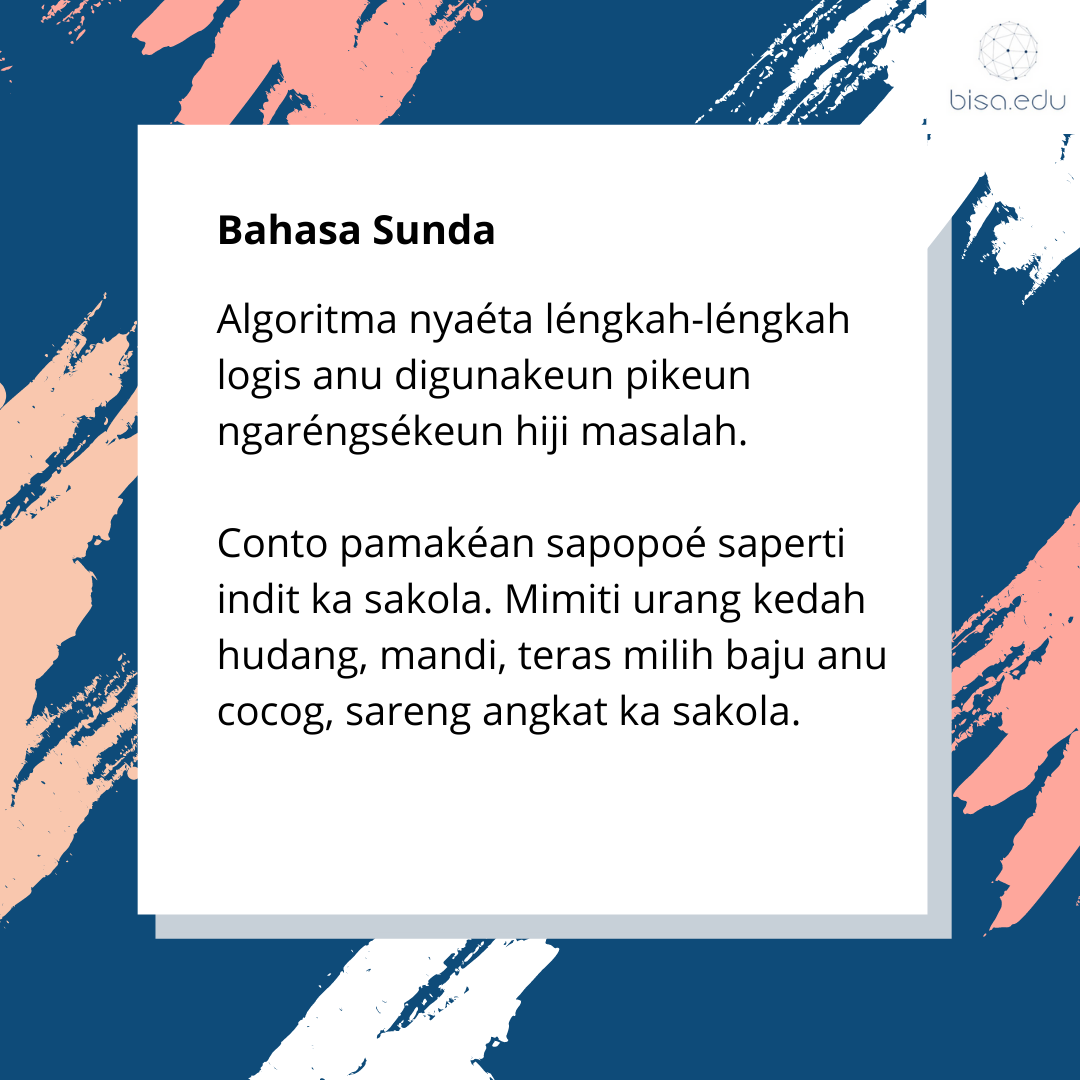 bisa.edu
Bahasa Sunda
Algoritma nyaéta léngkah-léngkah
logis anu digunakeun pikeun
ngaréngsékeun hiji masalah.
Conto pamakéan sapopoé saperti
indit ka sakola. Mimiti urang kedah
hudang, mandi, teras milih baju anu
cocog, sareng angkat ka sakola.